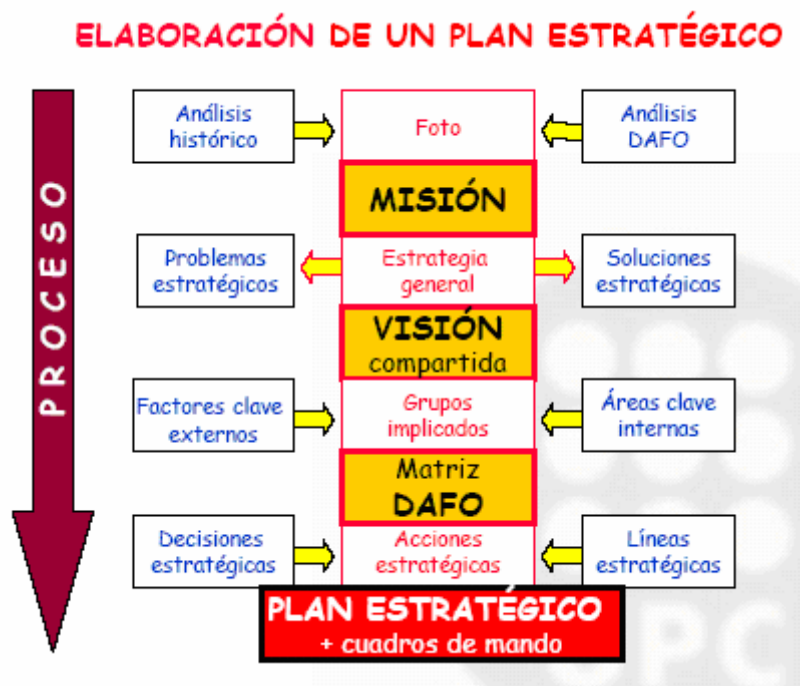 ELABORACIÓN DE UN PLAN ESTRATÉGICO
PROCESO
Análisis
histórico
Foto
Análisis
DAFO
MISIÓN
Problemas
estratégicos
Estrategia
general
Soluciones
estratégicas
VISIÓN
compartida
Factores clave
externos
Grupos
implicados
Áreas clave
internas
Matriz
DAFO
Decisiones
estratégicas
Acciones
estratégicas
Líneas
estratégicas
PLAN ESTRATÉGICO
+ cuadros de mando
UPC